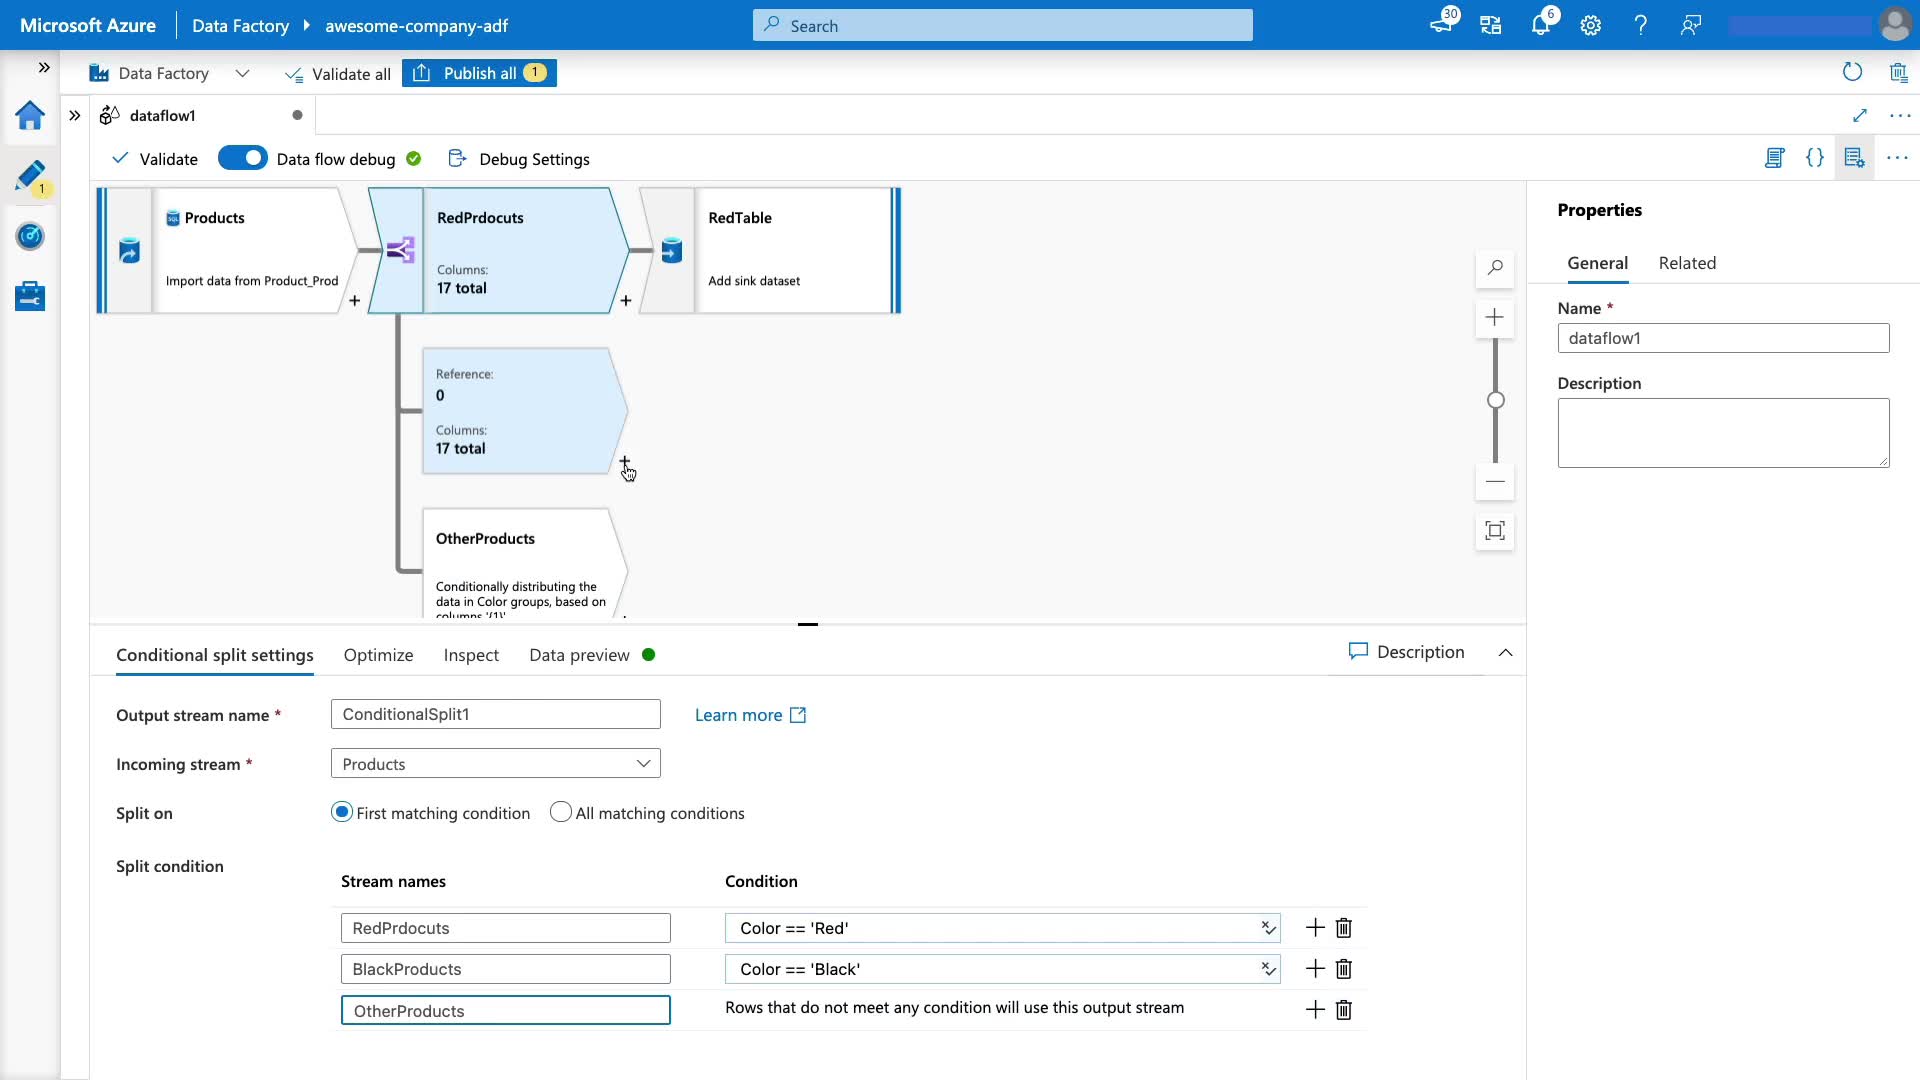 Microsoft Azure
Data Factory
awesome-company-adf
Search
30
6
Data Factory
Validate all
Publish all
1
dataflow1
Validate
Data flow debug
Debug Settings
1
Products
Import data from Product_Prod
RedPrdocuts
Columns:
17 total
RedTable
Add sink dataset
Reference:
0
Columns:
17 total
OtherProducts
Conditionally distributing the
data in Color groups, based on
columns '{1}'
Properties
General
Related
Name *
dataflow1
Description
Conditional split settings
Optimize
Inspect
Data preview
Description
Output stream name *
ConditionalSplit1
Learn more
Incoming stream *
Products
Split on
First matching condition
All matching conditions
Split condition
Stream names
Condition
RedPrdocuts
Color == 'Red'
BlackProducts
Color == 'Black'
OtherProducts
Rows that do not meet any condition will use this output stream